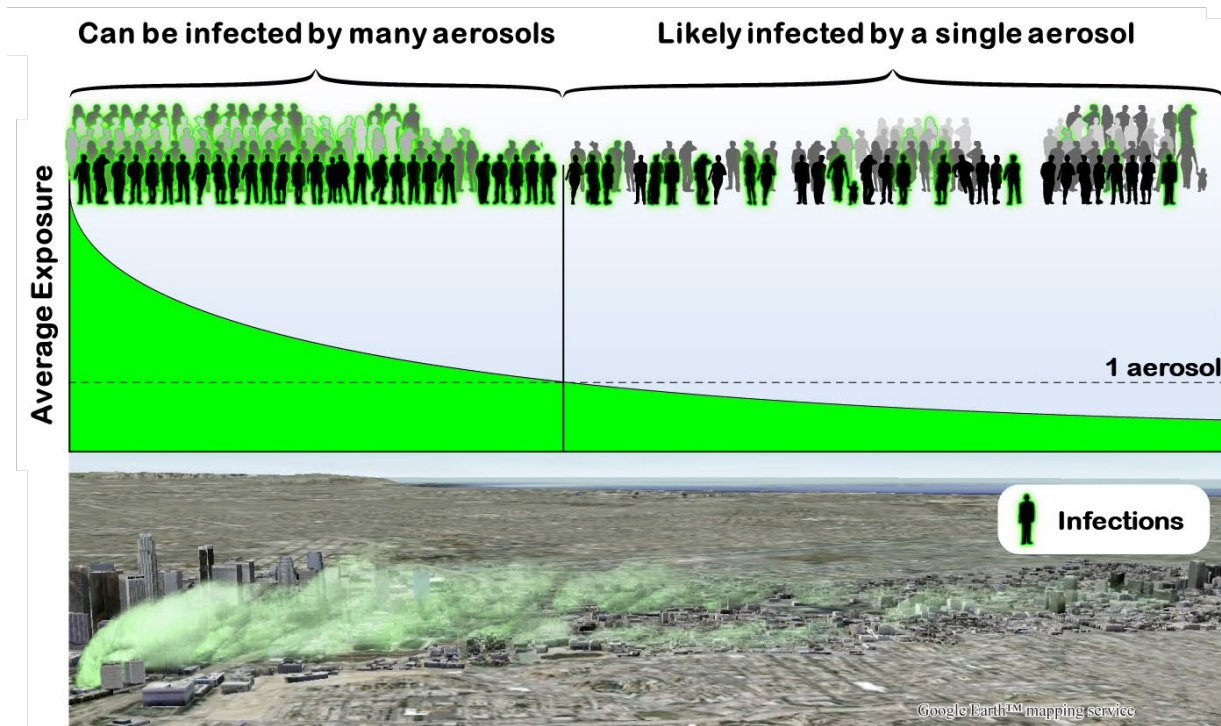 Can be infected by many aerosols
Likely infected by a single aerosol
Average Exposure
1 aerosol
Infections
Google Earth™ mapping service